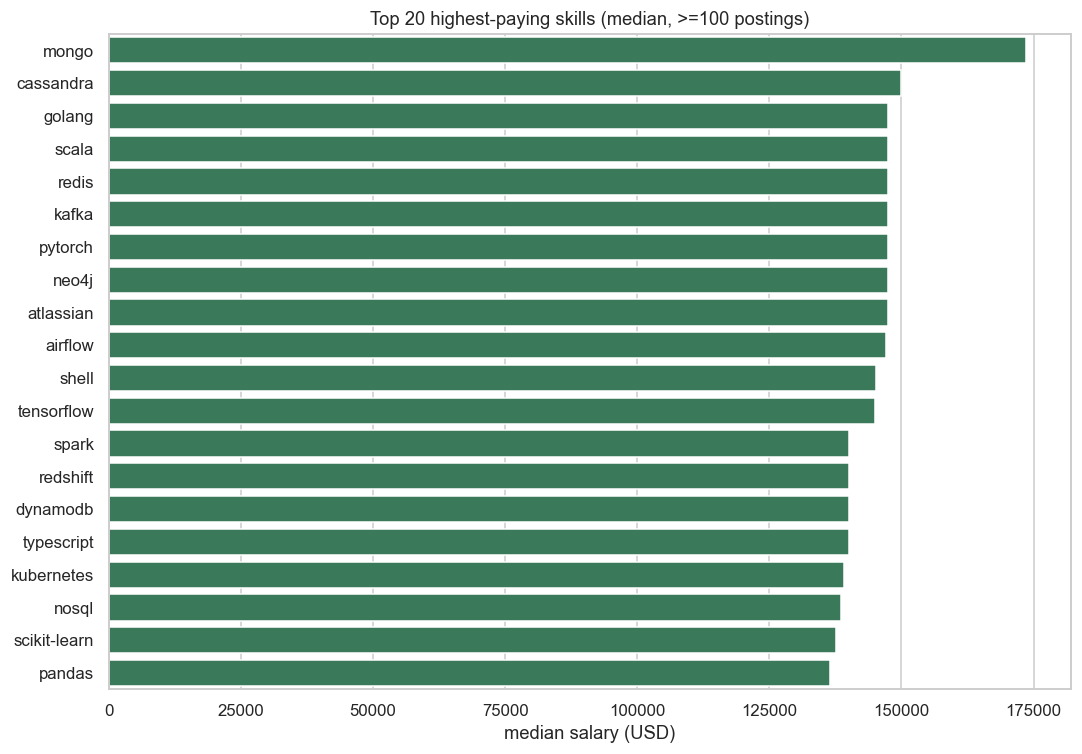 Top 20 highest-paying skills (median, >=100 postings)
mongo
cassandra
golang
scala
redis
kafka
pytorch
neo4j
atlassian
airflow
shell
tensorflow
spark
redshift
dynamodb
typescript
kubernetes
nosql
scikit-learn
pandas
0 25000 50000 75000 100000 125000 150000 175000
median salary (USD)